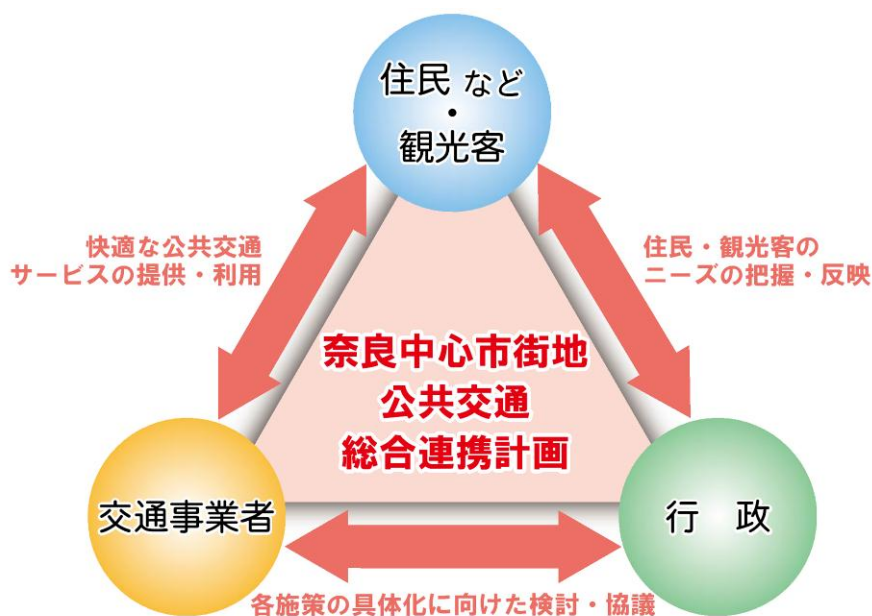 住民 など
・
観光客
快適な公共交通
サービスの提供・利用
住民・観光客の
ニーズの把握・反映
奈良中心市街地
公共交通
総合連携計画
交通事業者
行　政
各施策の具体化に向けた検討・協議